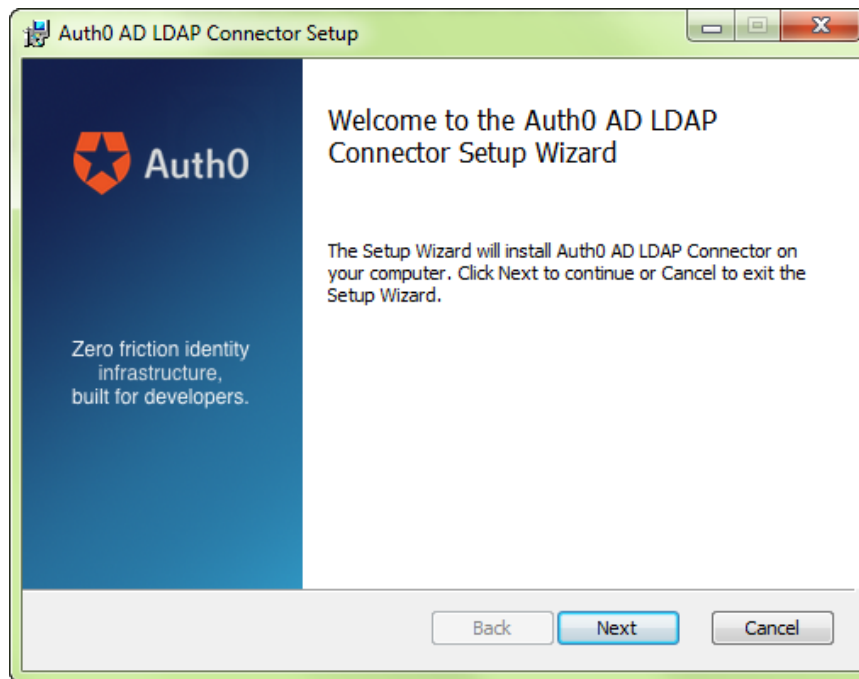 Auth0 AD LDAP Connector Setup
Auth0
Zero friction identity
infrastructure,
built for developers.
Welcome to the Auth0 AD LDAP
Connector Setup Wizard
The Setup Wizard will install Auth0 AD LDAP Connector on
your computer. Click Next to continue or Cancel to exit the
Setup Wizard.
Back
Next
Cancel